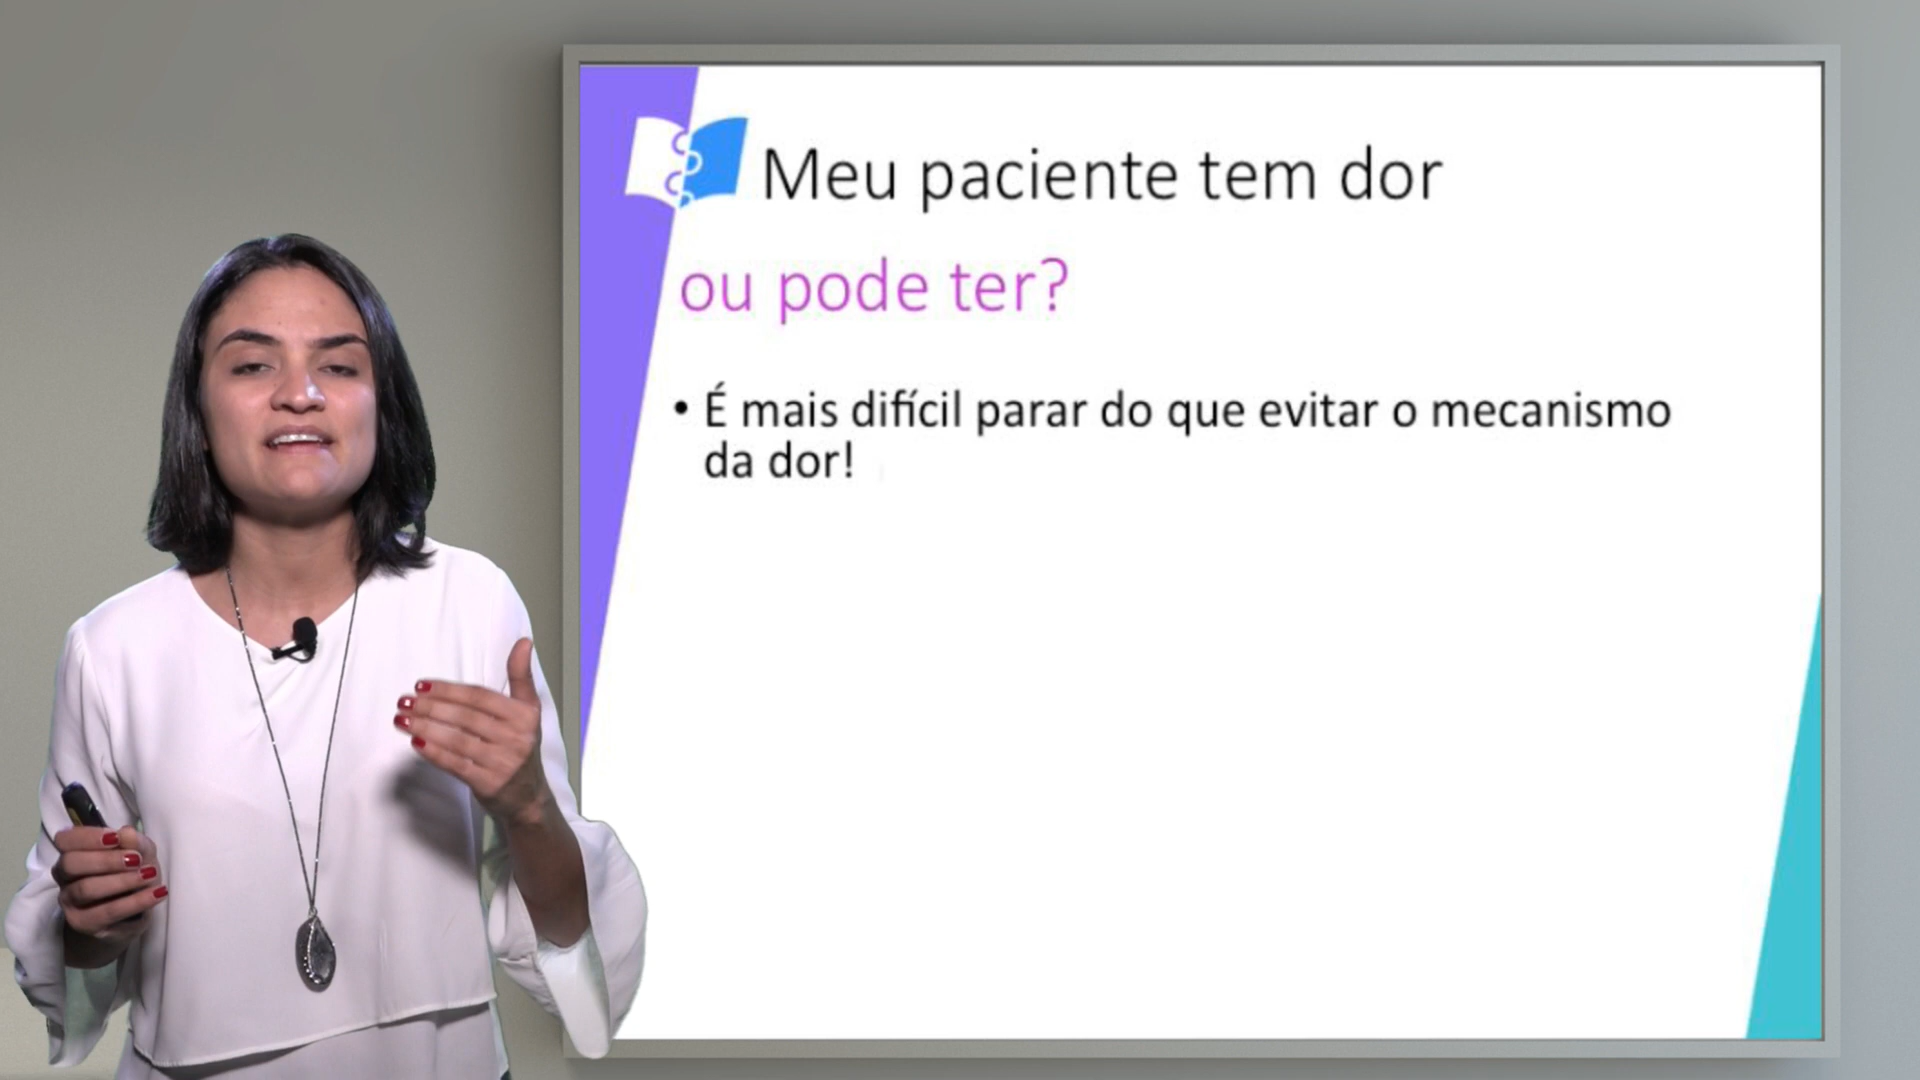 Meu paciente tem dor
ou pode ter?
• É mais difícil parar do que evitar o mecanismo
da dor!